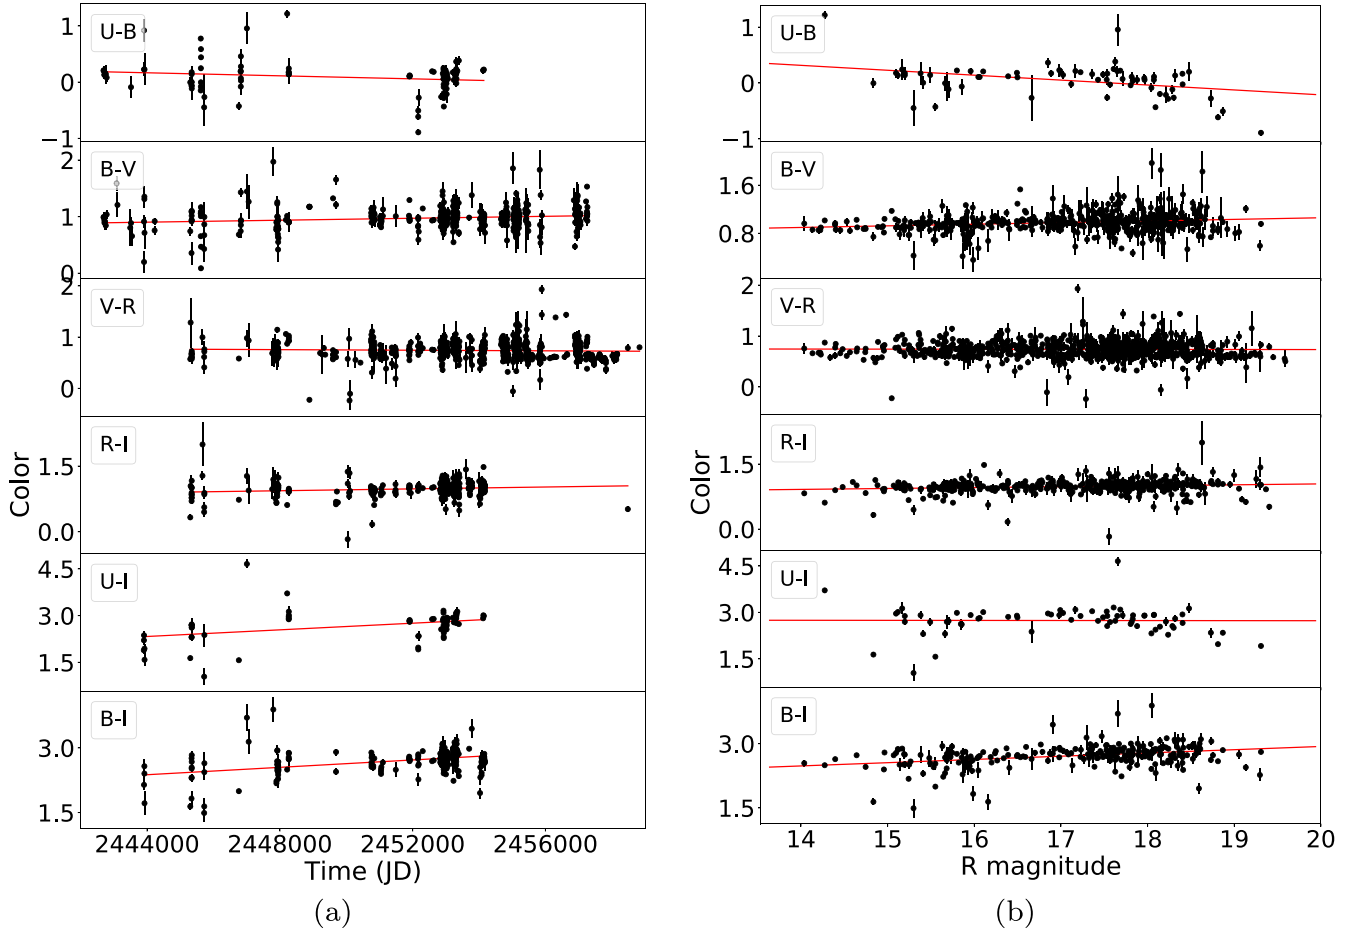 U-B
1
0
−1
B-V
2
1
0
V-R
2
1
0
R-I
1.5
0.0
U-I
4.5
3.0
1.5
B-I
3.0
1.5
Color
2444000 2448000 2452000 2456000
Time (JD)
(a)
U-B
1
0
−1
B-V
1.6
0.8
V-R
2
1
0
R-I
1.5
0.0
U-I
4.5
3.0
1.5
B-I
3.0
1.5
Color
14 15 16 17 18 19 20
R magnitude
(b)